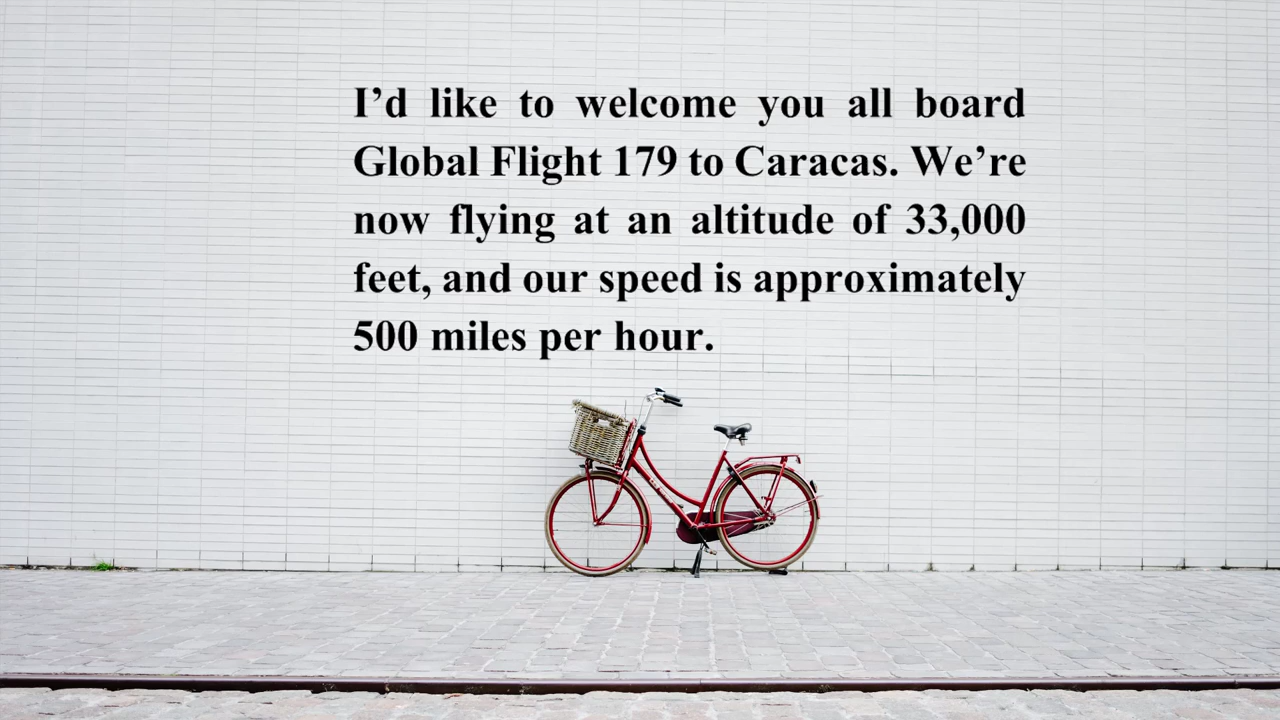 I’d like to welcome you all board
Global Flight 179 to Caracas. We’re
now flying at an altitude of 33,000
feet, and our speed is approximately
500 miles per hour.